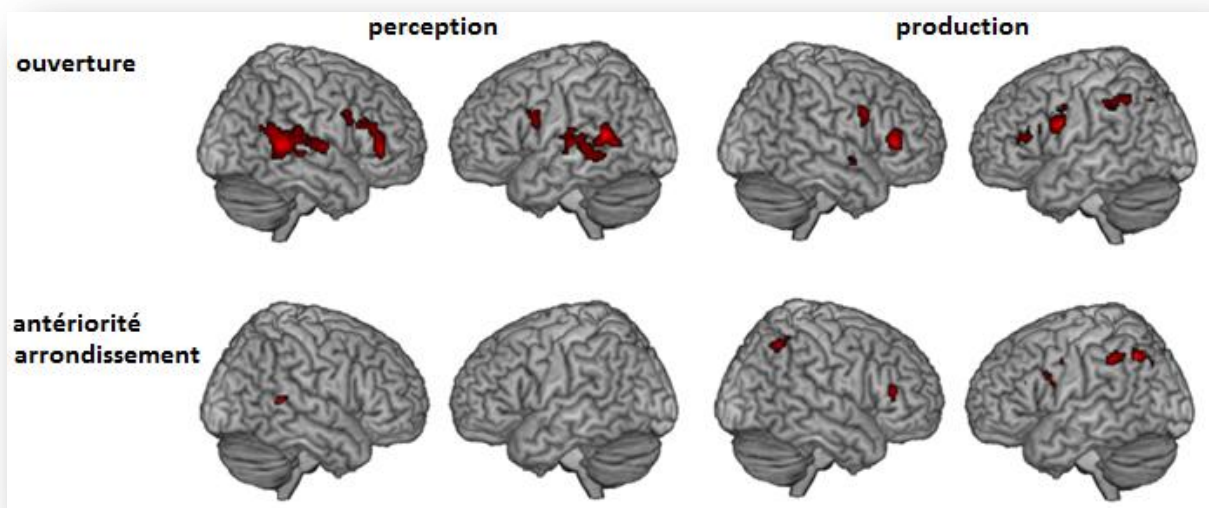 perception
production
ouverture
antériorité
arrondissement